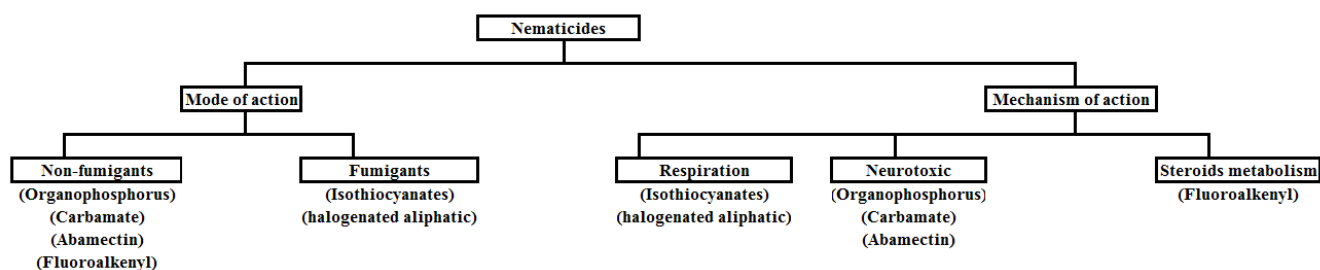 Nematicides
Mode of action
Mechanism of action
Non-fumigants
(Organophosphorus)
(Carbamate)
(Abamectin)
(Fluoroalkenyl)
Fumigants
(Isothiocyanates)
(halogenated aliphatic)
Respiration
(Isothiocyanates)
(halogenated aliphatic)
Neurotoxic
(Organophosphorus)
(Carbamate)
(Abamectin)
Steroids metabolism
(Fluoroalkenyl)